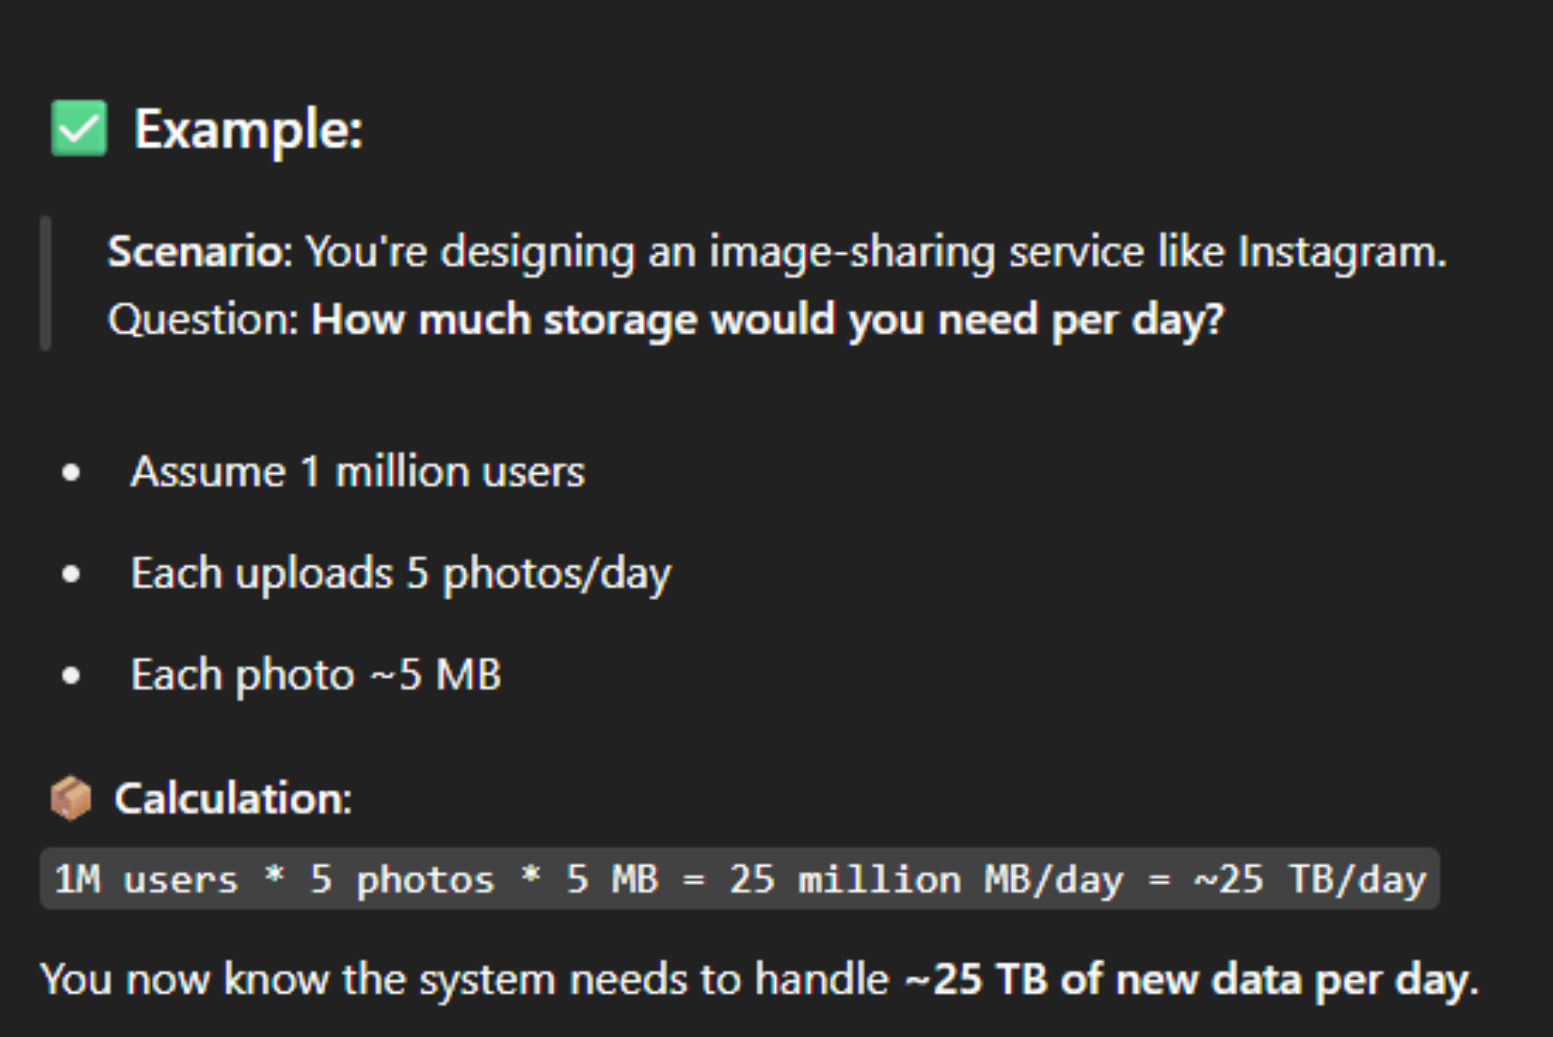 ✅ Example:
Scenario: You're designing an image-sharing service like Instagram.
Question: How much storage would you need per day?
• Assume 1 million users
• Each uploads 5 photos/day
• Each photo ~5 MB
📦 Calculation:
1M users * 5 photos * 5 MB = 25 million MB/day = ~25 TB/day
You now know the system needs to handle ~25 TB of new data per day.